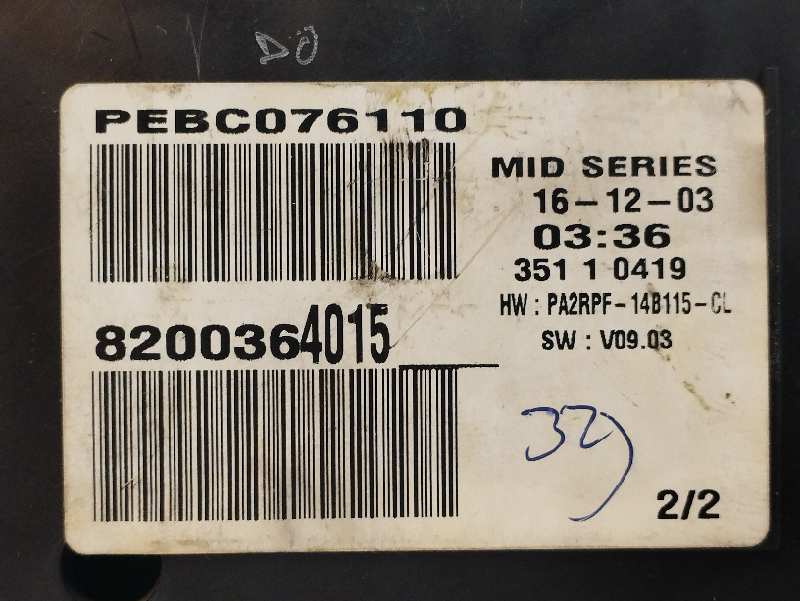 DO
PEBC076110
MID SERIES
16-12-03
03:36
351 1 0419
HW : PA2RPF-14B115-CL
SW : V09.03
8200364015
32
2/2